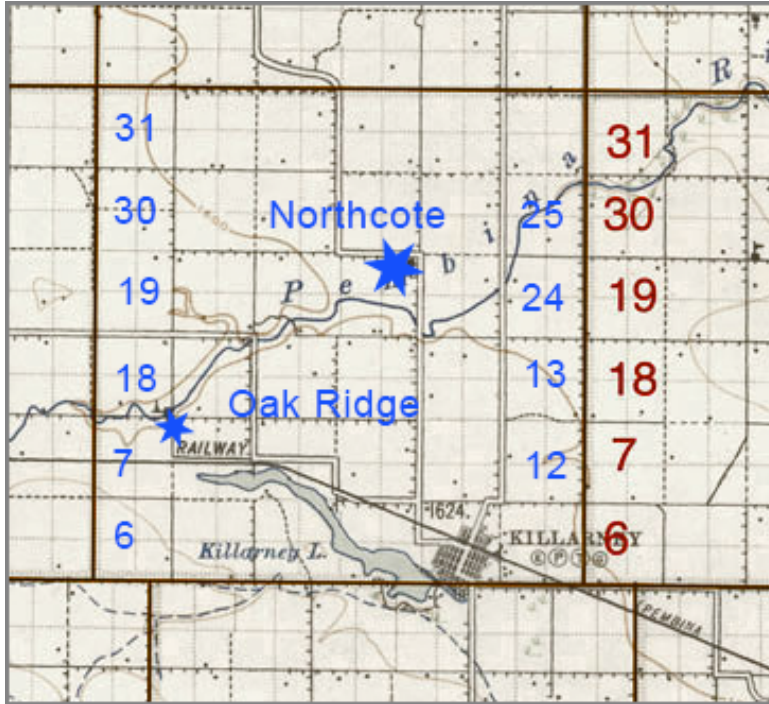 R
31
31
a
n
30
Northcote
25
30
i
b
19
P e
24
19
18
13
18
Oak Ridge
RAILWAY
7
12
7
1624.
6
Killarney L.
KILLARNEY
6
E P T G
PEMBINA